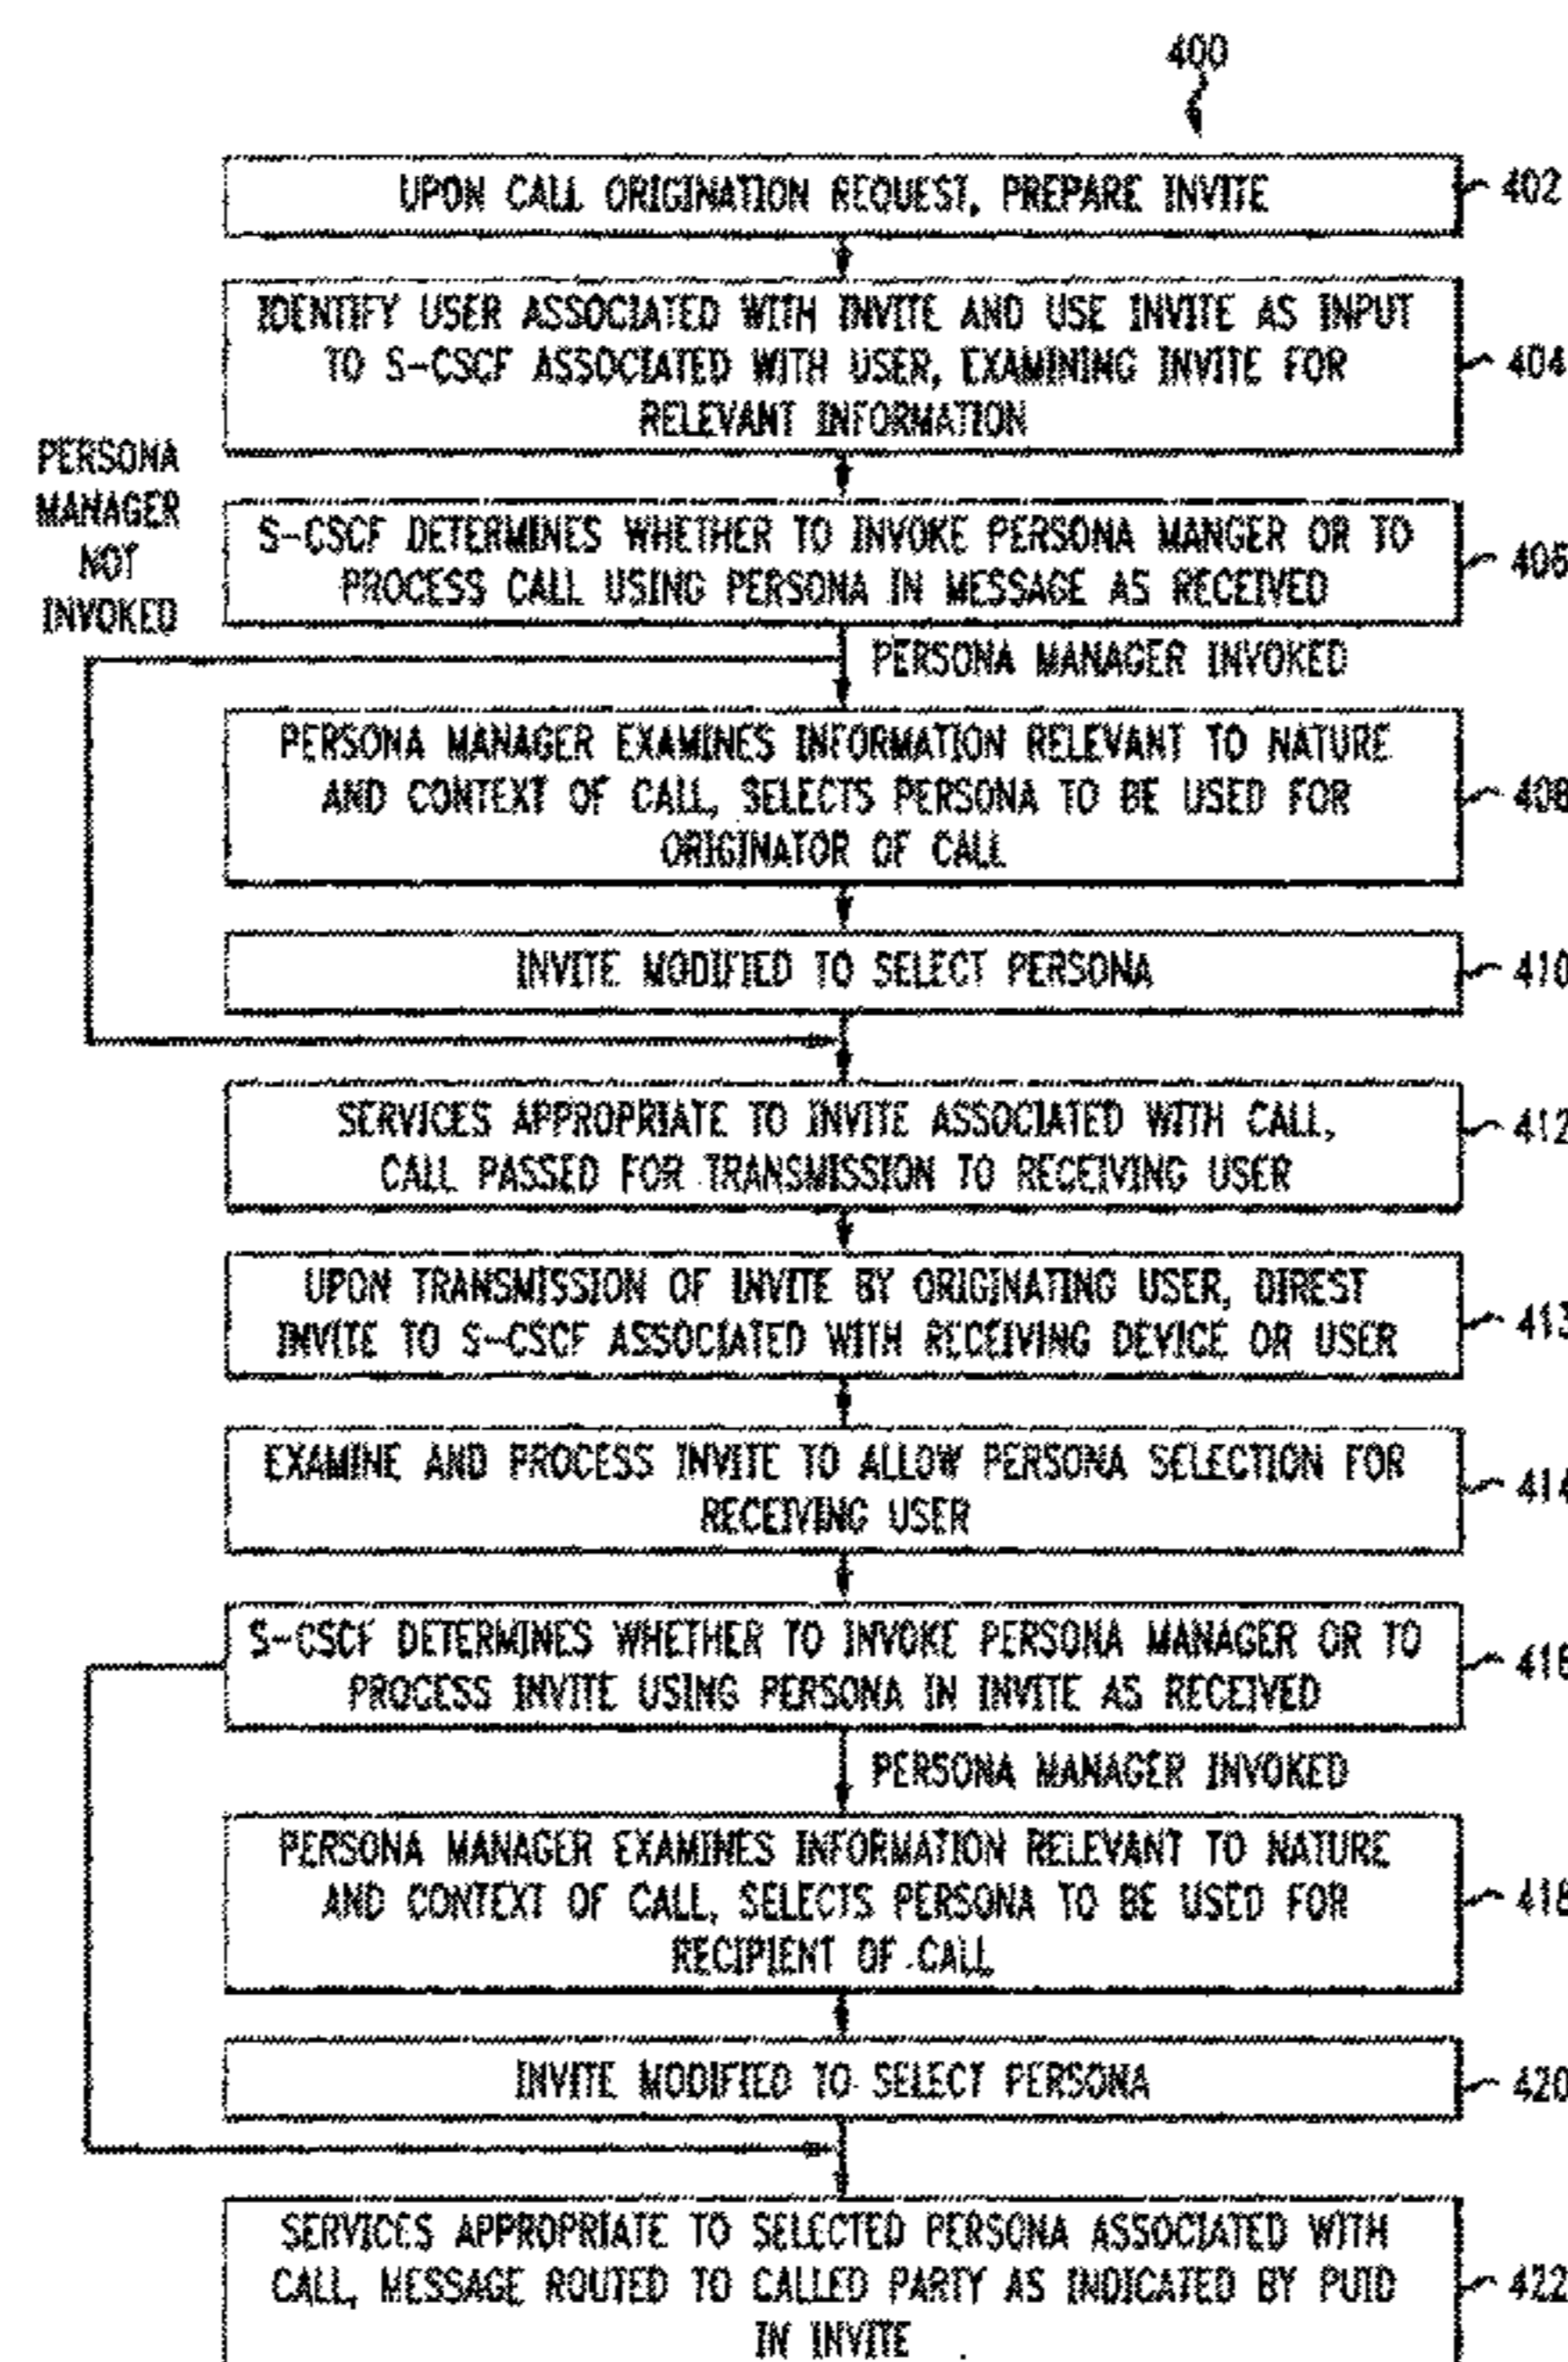 400
UPON CALL ORIGINATION REQUEST, PREPARE INVITE
402
IDENTIFY USER ASSOCIATED WITH INVITE AND USE INVITE AS INPUT
TO S-CSCF ASSOCIATED WITH USER, EXAMINING INVITE FOR
RELEVANT INFORMATION
404
PERSONA
MANAGER
NOT
INVOKED
S-CSCF DETERMINES WHETHER TO INVOKE PERSONA MANGER OR TO
PROCESS CALL USING PERSONA IN MESSAGE AS RECEIVED
406
PERSONA MANAGER INVOKED
PERSONA MANAGER EXAMINES INFORMATION RELEVANT TO NATURE
AND CONTEXT OF CALL, SELECTS PERSONA TO BE USED FOR
ORIGINATOR OF CALL
408
INVITE MODIFIED TO SELECT PERSONA
410
SERVICES APPROPRIATE TO INVITE ASSOCIATED WITH CALL,
CALL PASSED FOR TRANSMISSION TO RECEIVING USER
412
UPON TRANSMISSION OF INVITE BY ORIGINATING USER, DIREST
INVITE TO S-CSCF ASSOCIATED WITH RECEIVING DEVICE OR USER
413
EXAMINE AND PROCESS INVITE TO ALLOW PERSONA SELECTION FOR
RECEIVING USER
414
S-CSCF DETERMINES WHETHER TO INVOKE PERSONA MANAGER OR TO
PROCESS INVITE USING PERSONA IN INVITE AS RECEIVED
PERSONA MANAGER INVOKED
PERSONA MANAGER EXAMINES INFORMATION RELEVANT TO NATURE
AND CONTEXT OF CALL, SELECTS PERSONA TO BE USED FOR
RECIPIENT OF CALL
INVITE MODIFIED TO SELECT PERSONA
420
SERVICES APPROPRIATE TO SELECTED PERSONA ASSOCIATED WITH
CALL, MESSAGE ROUTED TO CALLED PARTY AS INDICATED BY PUID
IN INVITE
422